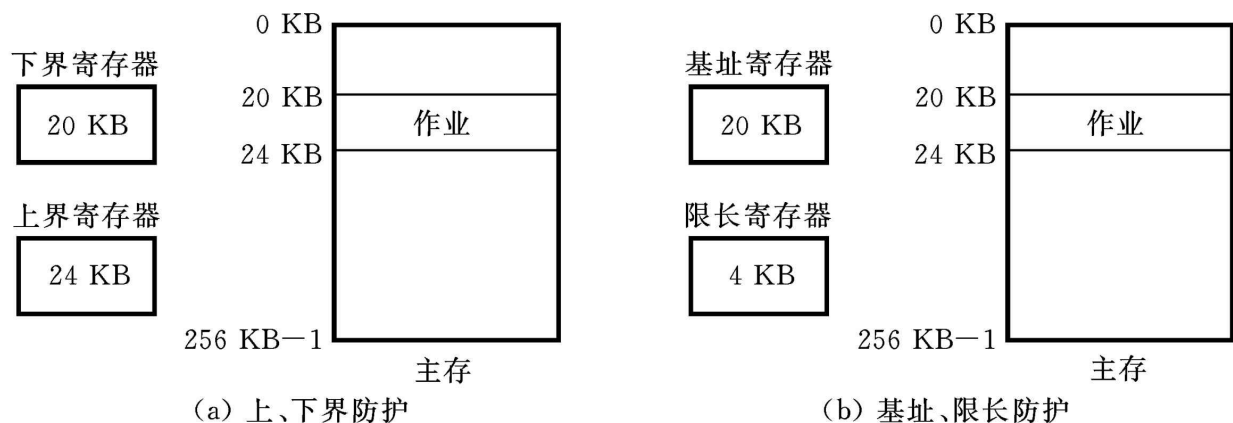 0 KB
下界寄存器
20 KB
20 KB
作业
24 KB
上界寄存器
24 KB
256 KB－1
主存
(a) 上、下界防护
0 KB
基址寄存器
20 KB
20 KB
作业
24 KB
限长寄存器
4 KB
256 KB－1
主存
(b) 基址、限长防护